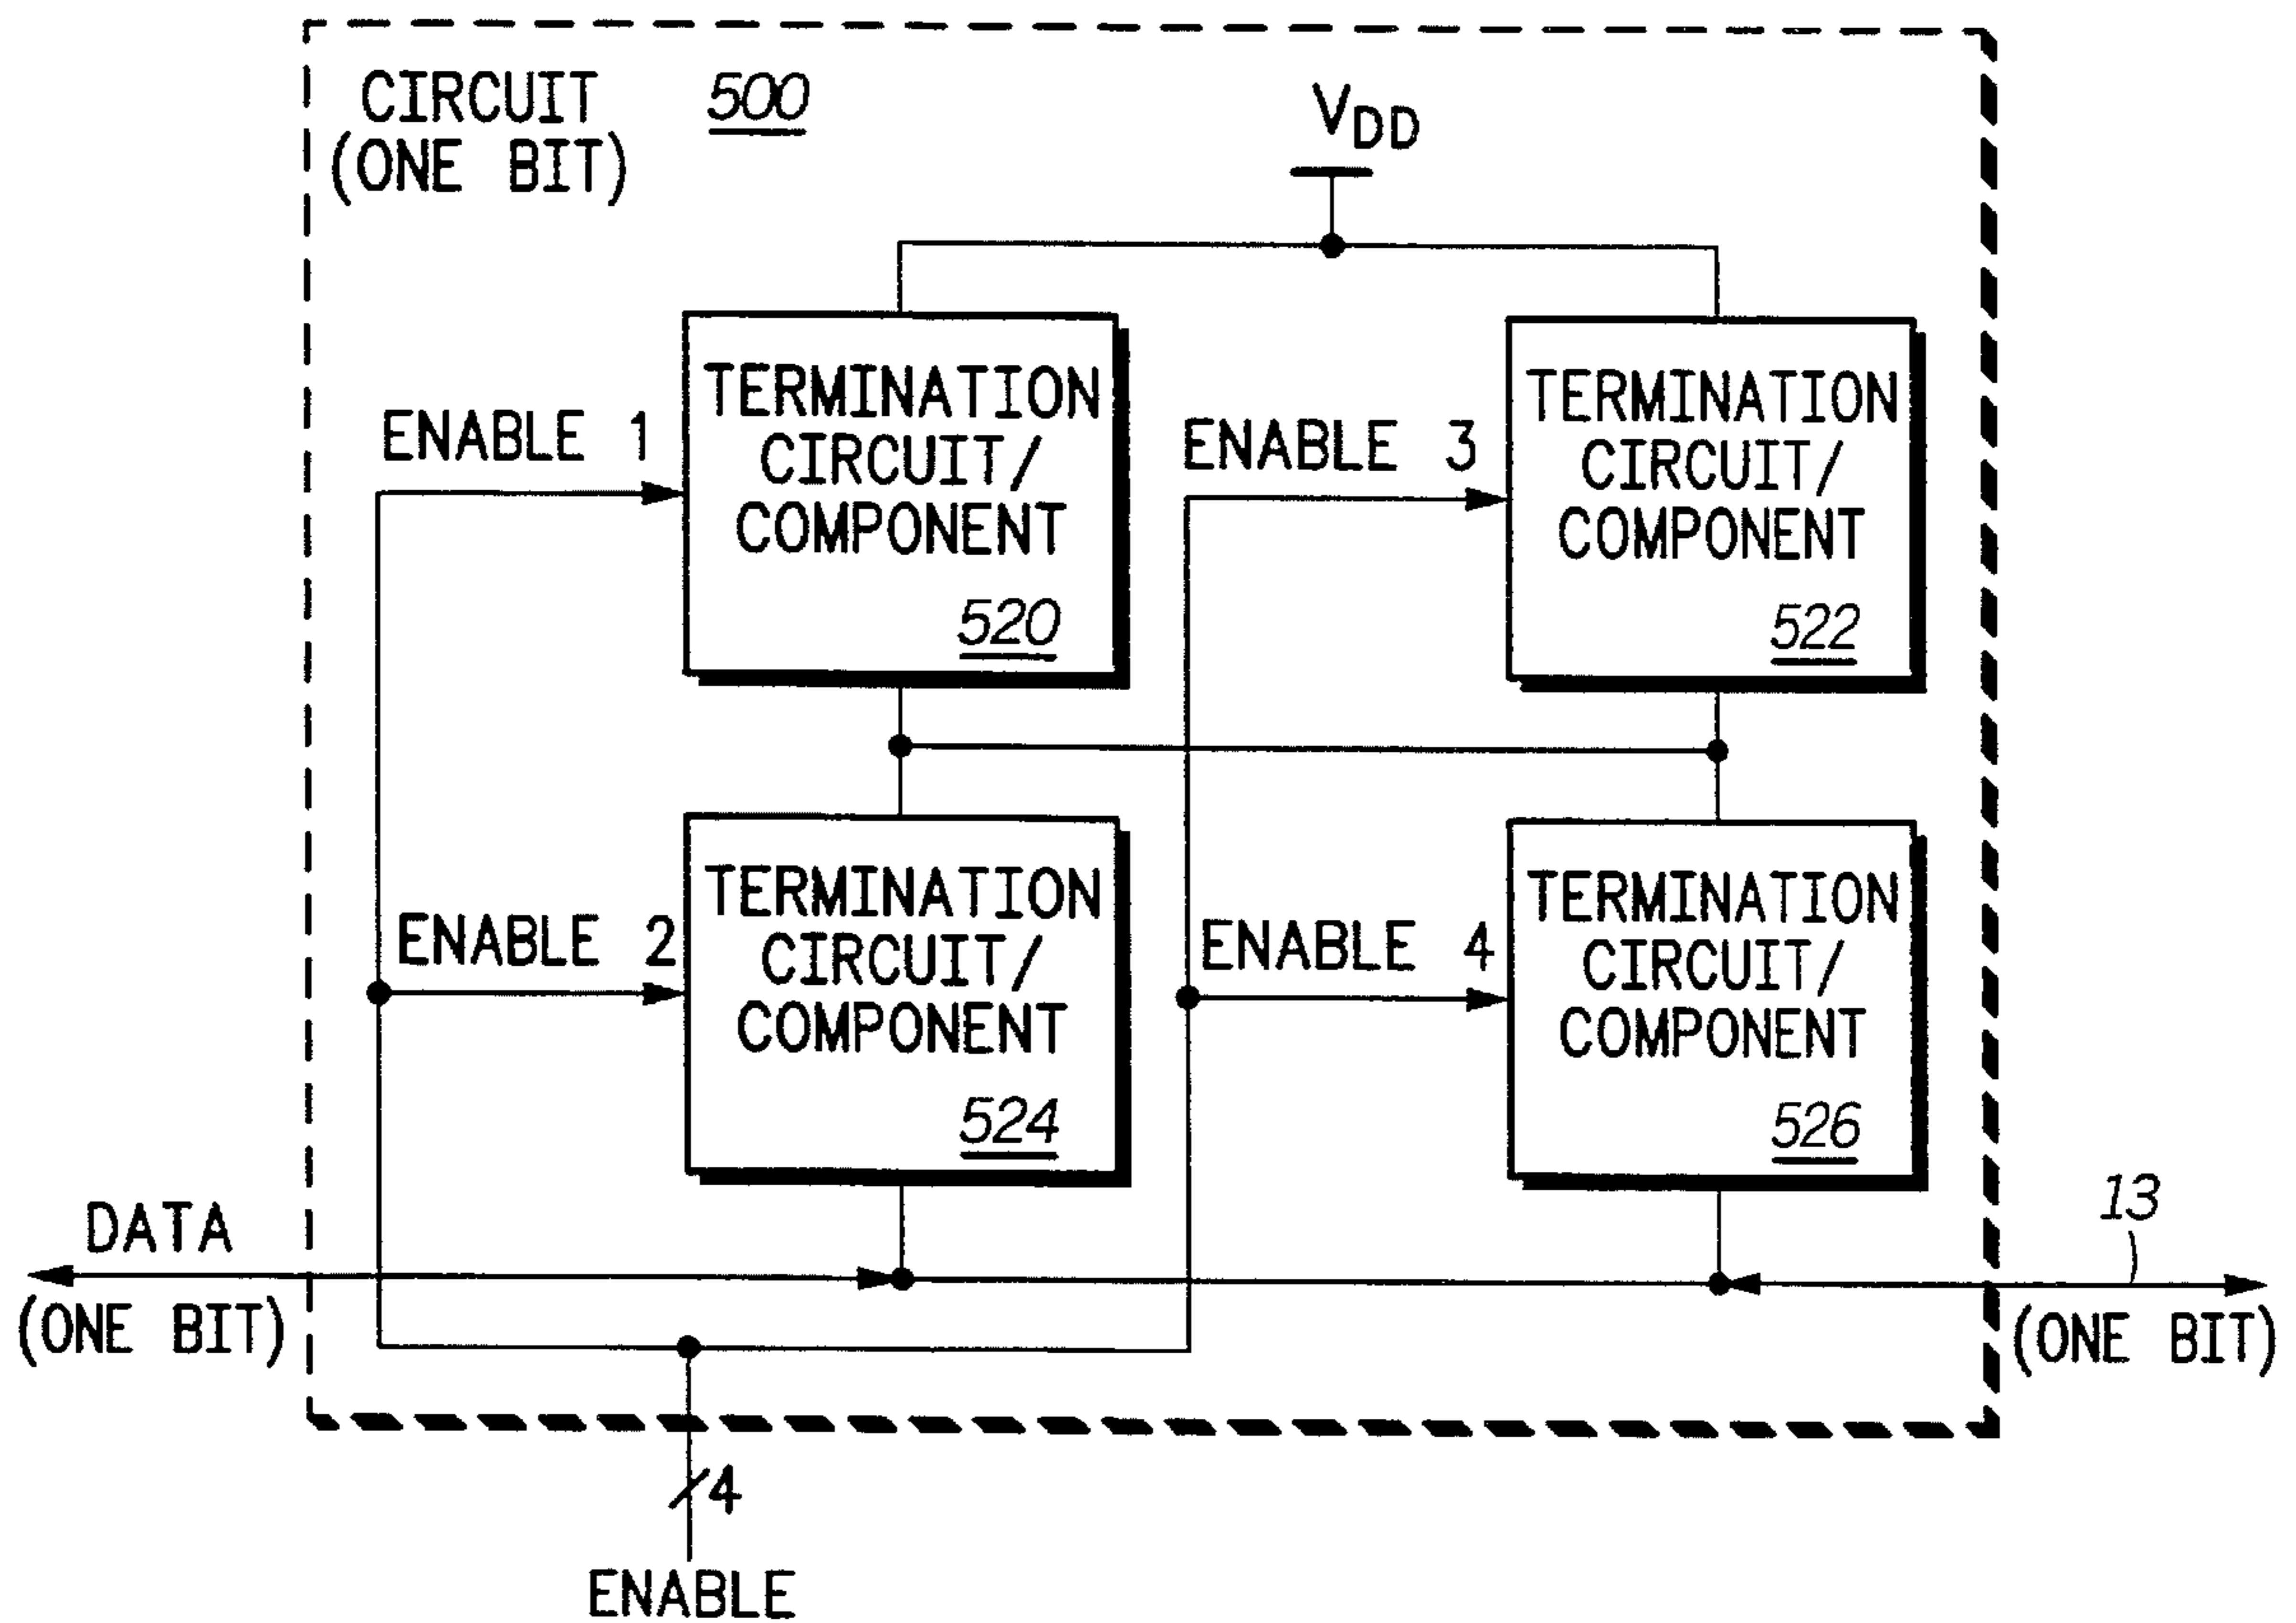 CIRCUIT 500
(ONE BIT)
VDD
TERMINATION
CIRCUIT/
COMPONENT
520
ENABLE 1
ENABLE 3
TERMINATION
CIRCUIT/
COMPONENT
522
ENABLE 2
TERMINATION
CIRCUIT/
COMPONENT
524
ENABLE 4
TERMINATION
CIRCUIT/
COMPONENT
526
DATA
(ONE BIT)
13
(ONE BIT)
4
ENABLE